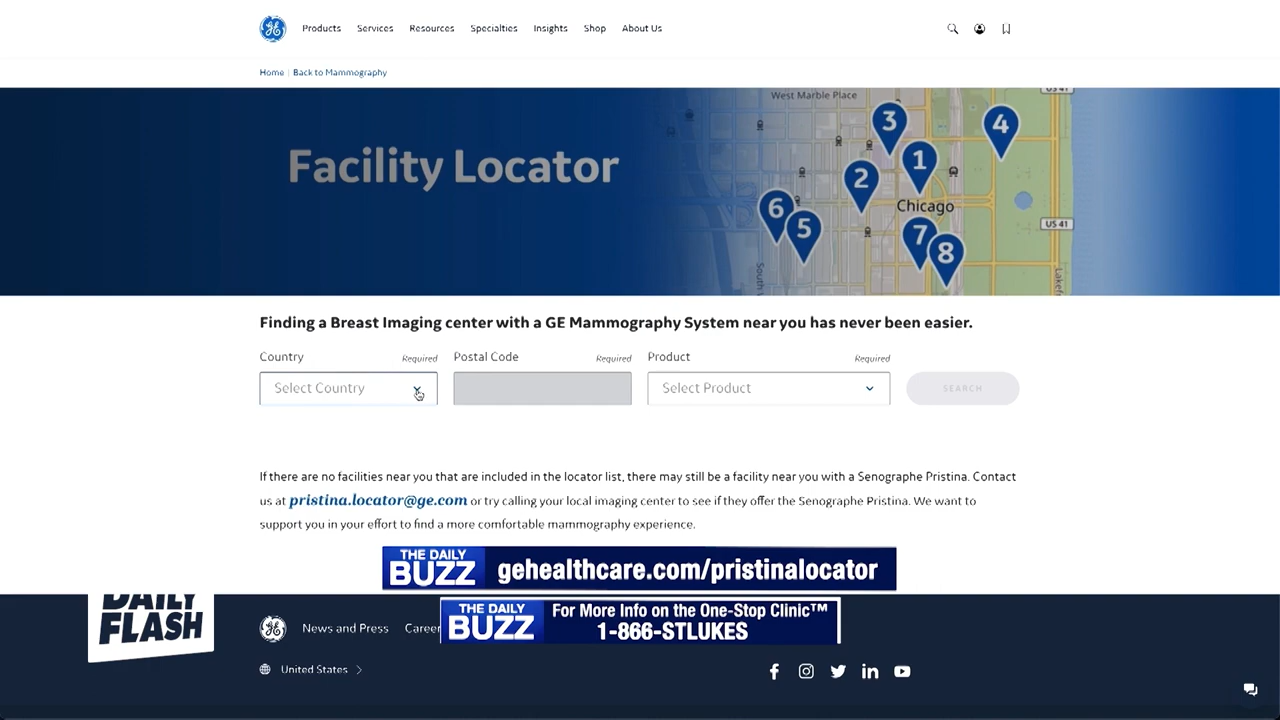 Products Services Resources Specialties Insights Shop About Us
Home | Back to Mammography
Facility Locator
West Marble Place
US 41
3
4
1
2
Chicago
6
5
US 41
7
8
Finding a Breast Imaging center with a GE Mammography System near you has never been easier.
Country Required Postal Code Required Product Required
Select Country Select Product SEARCH
If there are no facilities near you that are included in the locator list, there may still be a facility near you with a Senographe Pristina. Contact
us at pristina.locator@ge.com or try calling your local imaging center to see if they offer the Senographe Pristina. We want to
support you in your effort to find a more comfortable mammography experience.
THE DAILY
BUZZ gehealthcare.com/pristinalocator
DAILY
FLASH
News and Press Career
THE DAILY
BUZZ
For More Info on the One-Stop Clinic™
1-866-STLUKES
United States